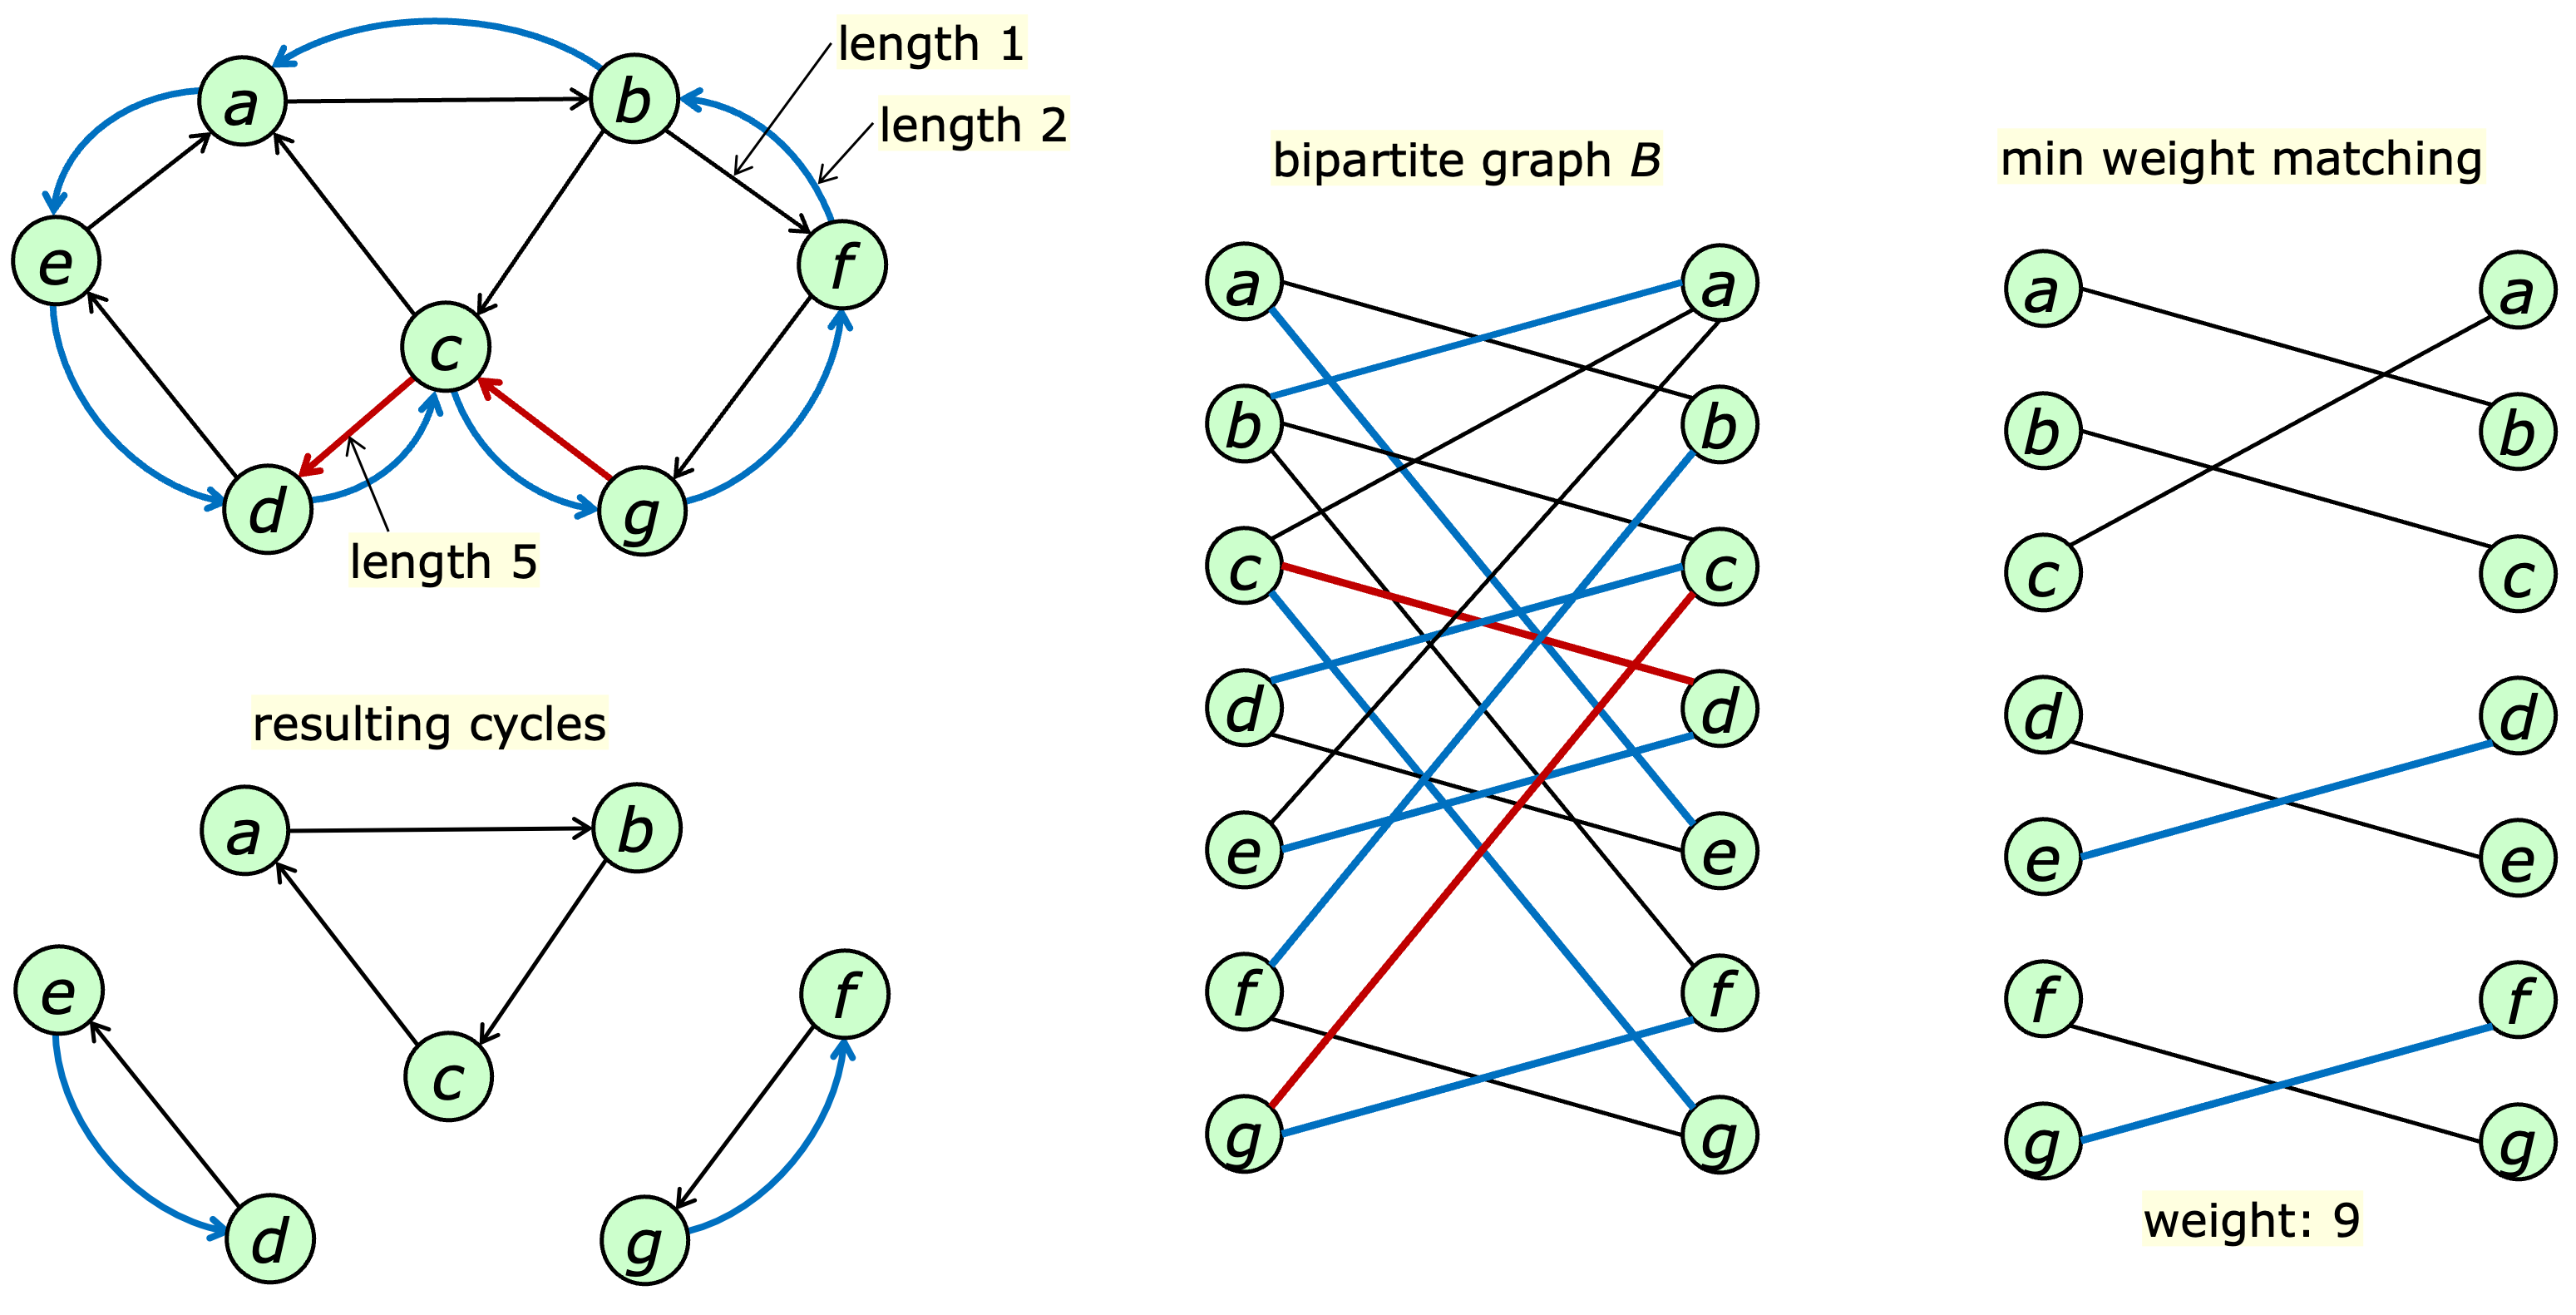 length 1
length 2
a
b
e
f
c
d
g
length 5
resulting cycles
a
b
e
f
c
d
g
bipartite graph B
a a
b b
c c
d d
e e
f f
g g
min weight matching
a a
b b
c c
d d
e e
f f
g g
weight: 9